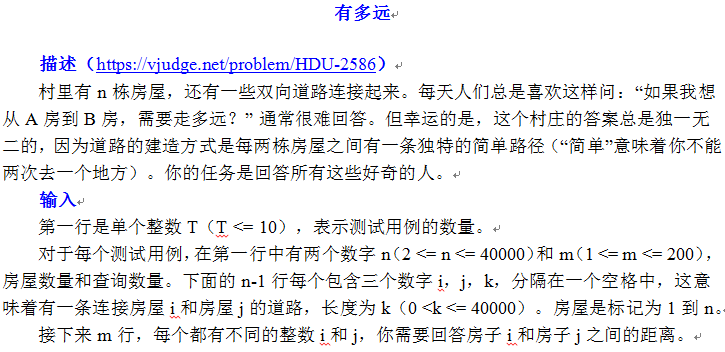 有多远
描述（https://vjudge.net/problem/HDU-2586）
村里有 n 栋房屋，还有一些双向道路连接起来。每天人们总是喜欢这样问：“如果我想
从 A 房到 B 房，需要走多远？” 通常很难回答。但幸运的是，这个村庄的答案总是独一无
二的，因为道路的建造方式是每两栋房屋之间有一条独特的简单路径（“简单”意味着你不能
两次去一个地方）。你的任务是回答所有这些好奇的人。
输入
第一行是单个整数 T（T <= 10），表示测试用例的数量。
对于每个测试用例，在第一行中有两个数字 n（2 <= n <= 40000）和 m（1 <= m <= 200），
房屋数量和查询数量。下面的 n-1 行每个包含三个数字 i，j，k，分隔在一个空格中，这意
味着有一条连接房屋 i 和房屋 j 的道路，长度为 k（0 <k <= 40000）。房屋是标记为 1 到 n。
接下来 m 行，每个都有不同的整数 i 和 j，你需要回答房子 i 和房子 j 之间的距离。